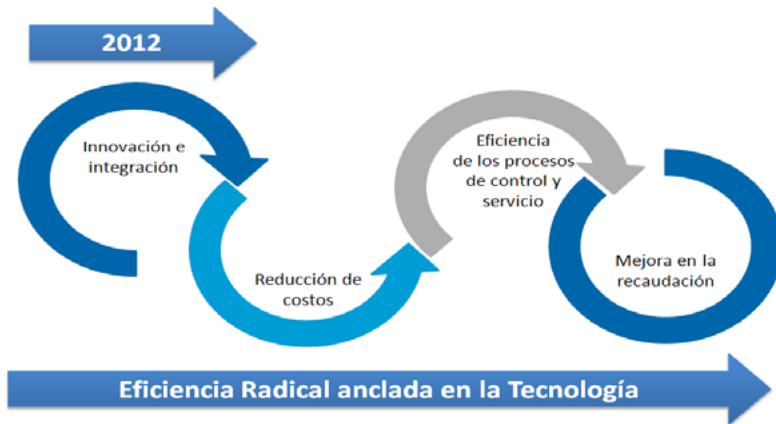 2012
Innovación e
integración
Reducción de
costos
Eficiencia
de los procesos
de control y
servicio
Mejora en la
recaudación
Eficiencia Radical anclada en la Tecnología